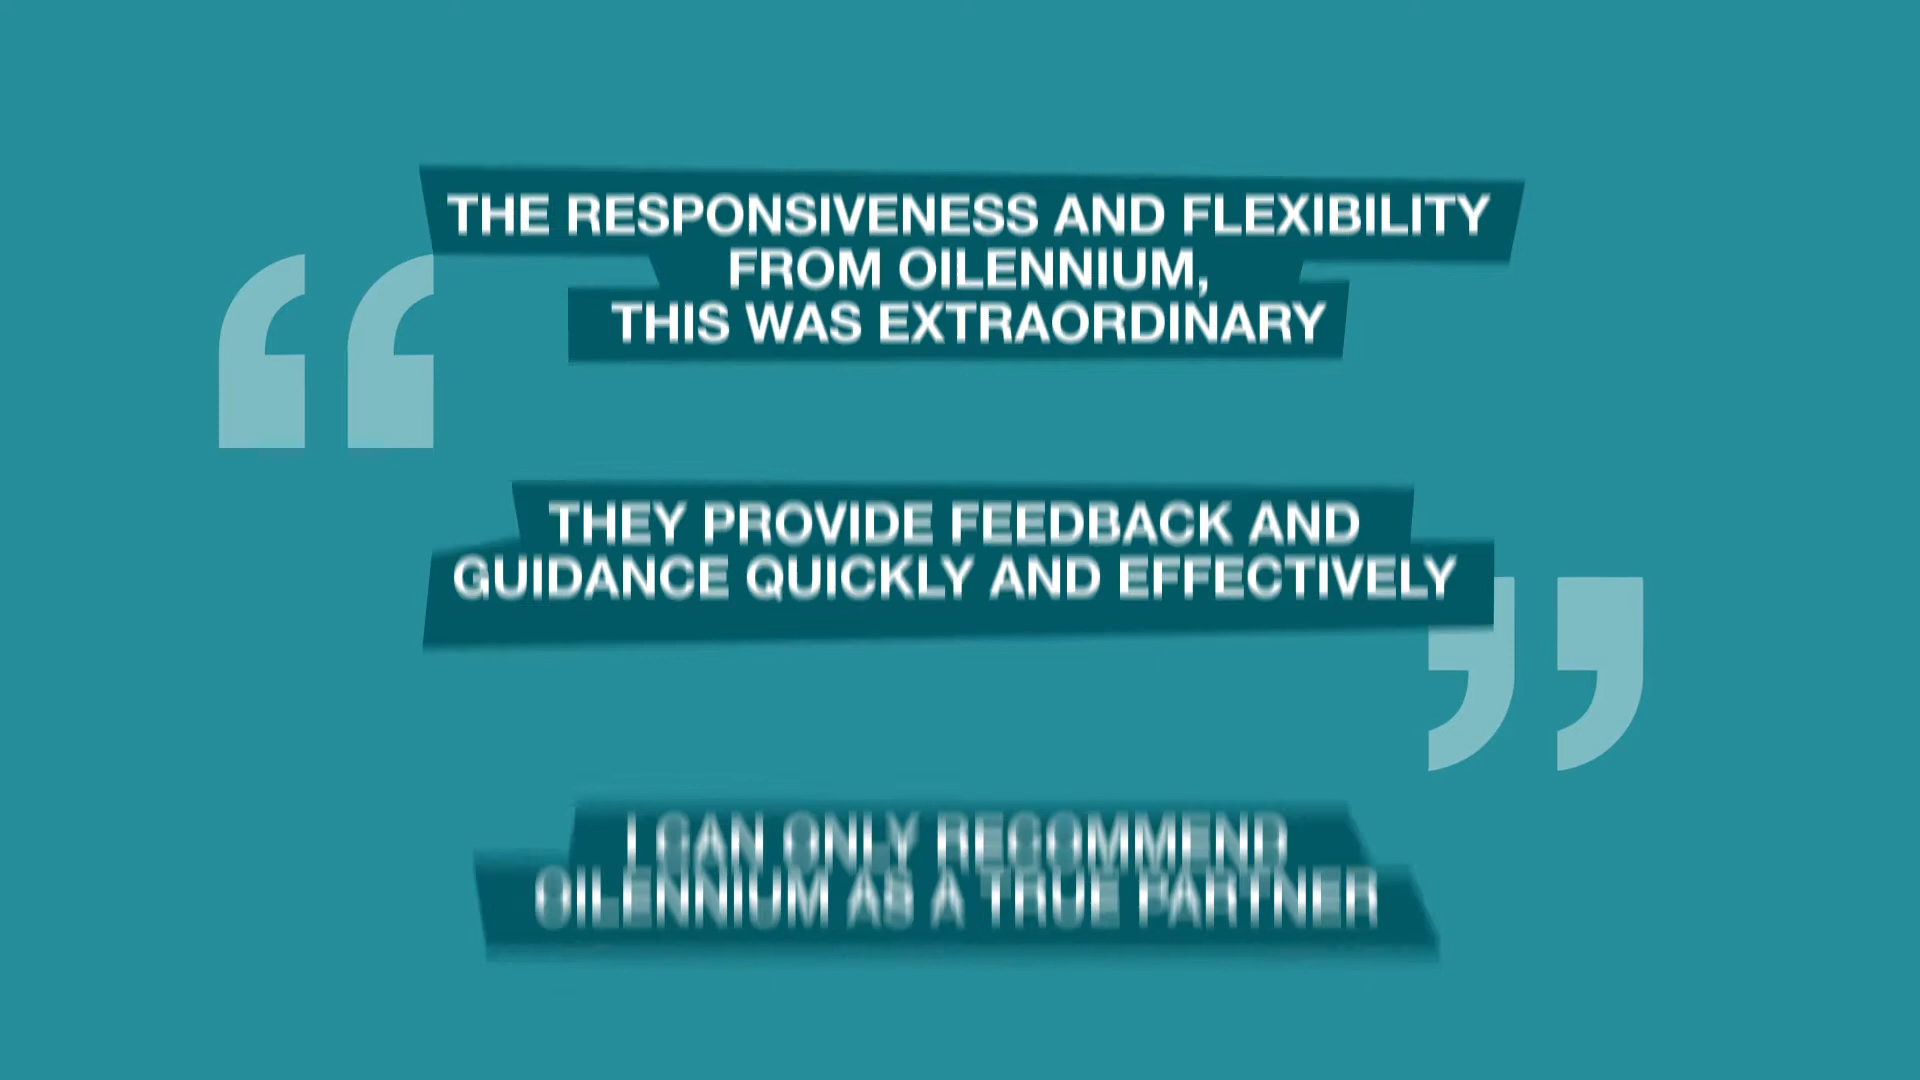 THE RESPONSIVENESS AND FLEXIBILITY
FROM OILENNIUM,
THIS WAS EXTRAORDINARY
THEY PROVIDE FEEDBACK AND
GUIDANCE QUICKLY AND EFFECTIVELY
I CAN ONLY RECOMMEND
OILENNIUM AS A TRUE PARTNER